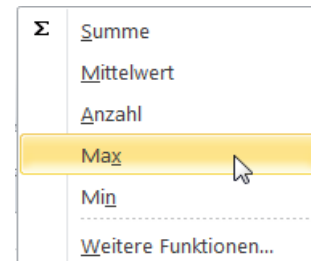 Σ Summe
Mittelwert
Anzahl
Max
Min
Weitere Funktionen...